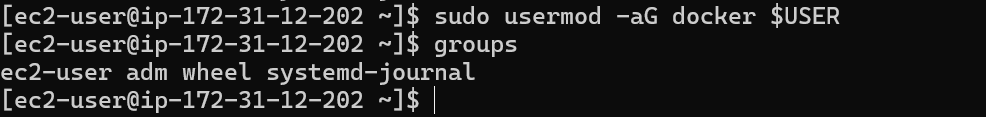 [ec2-user@ip-172-31-12-202 ~]$ sudo usermod -aG docker $USER
[ec2-user@ip-172-31-12-202 ~]$ groups
ec2-user adm wheel systemd-journal
[ec2-user@ip-172-31-12-202 ~]$